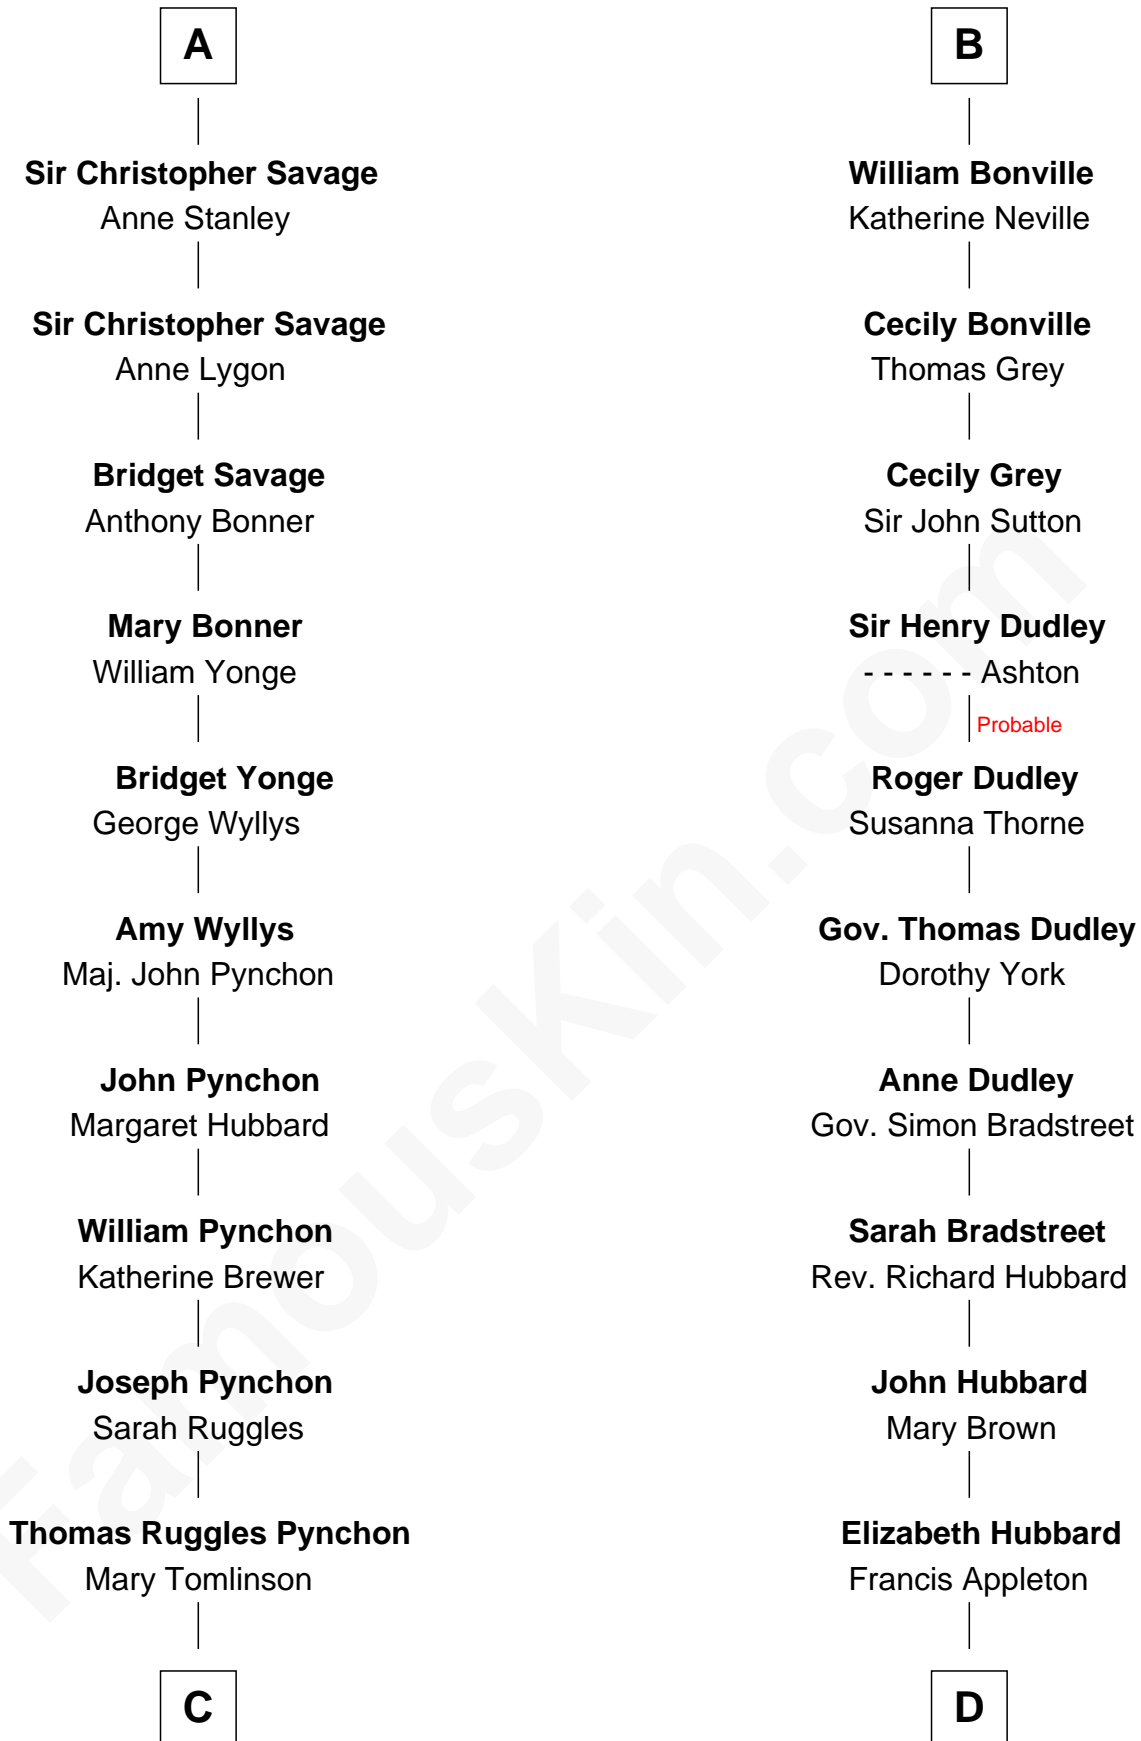 A
Sir Christopher Savage
Anne Stanley
Sir Christopher Savage
Anne Lygon
Bridget Savage
Anthony Bonner
Mary Bonner
William Yonge
Bridget Yonge
George Wyllys
Amy Wyllys
Maj. John Pynchon
John Pynchon
Margaret Hubbard
William Pynchon
Katherine Brewer
Joseph Pynchon
Sarah Ruggles
Thomas Ruggles Pynchon
Mary Tomlinson
C
B
William Bonville
Katherine Neville
Cecily Bonville
Thomas Grey
Cecily Grey
Sir John Sutton
Sir Henry Dudley
- - - - - - Ashton
Probable
Roger Dudley
Susanna Thorne
Gov. Thomas Dudley
Dorothy York
Anne Dudley
Gov. Simon Bradstreet
Sarah Bradstreet
Rev. Richard Hubbard
John Hubbard
Mary Brown
Elizabeth Hubbard
Francis Appleton
D
FamousKin.com